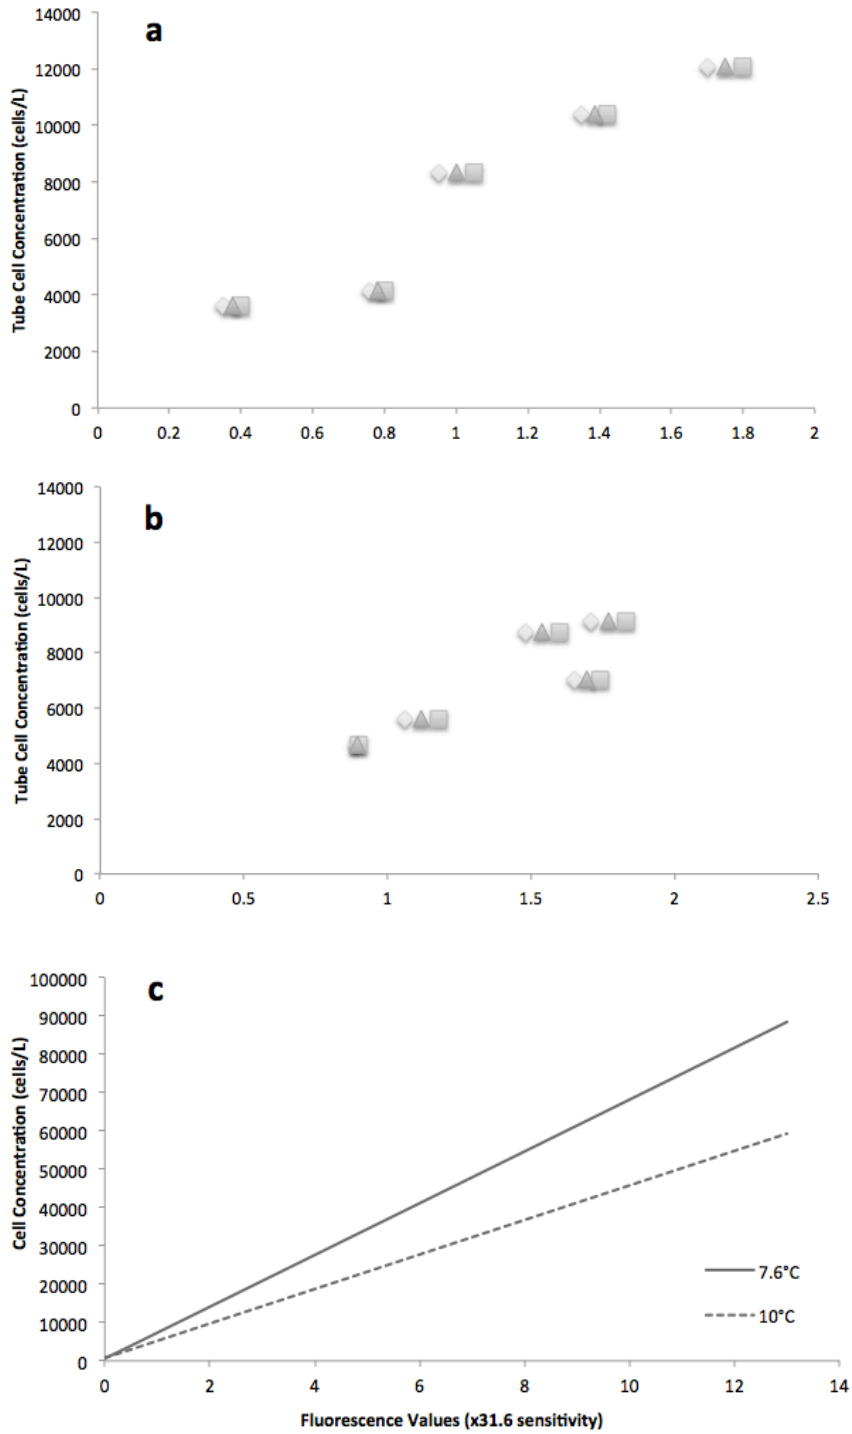 a
Tube Cell Concentration (cells/L)
14000
12000
10000
8000
6000
4000
2000
0
0 0.2 0.4 0.6 0.8 1 1.2 1.4 1.6 1.8 2
b
Tube Cell Concentration (cells/L)
14000
12000
10000
8000
6000
4000
2000
0
0 0.5 1 1.5 2 2.5
c
Cell Concentration (cells/L)
100000
90000
80000
70000
60000
50000
40000
30000
20000
10000
0
7.6°C
10°C
0 2 4 6 8 10 12 14
Fluorescence Values (x31.6 sensitivity)